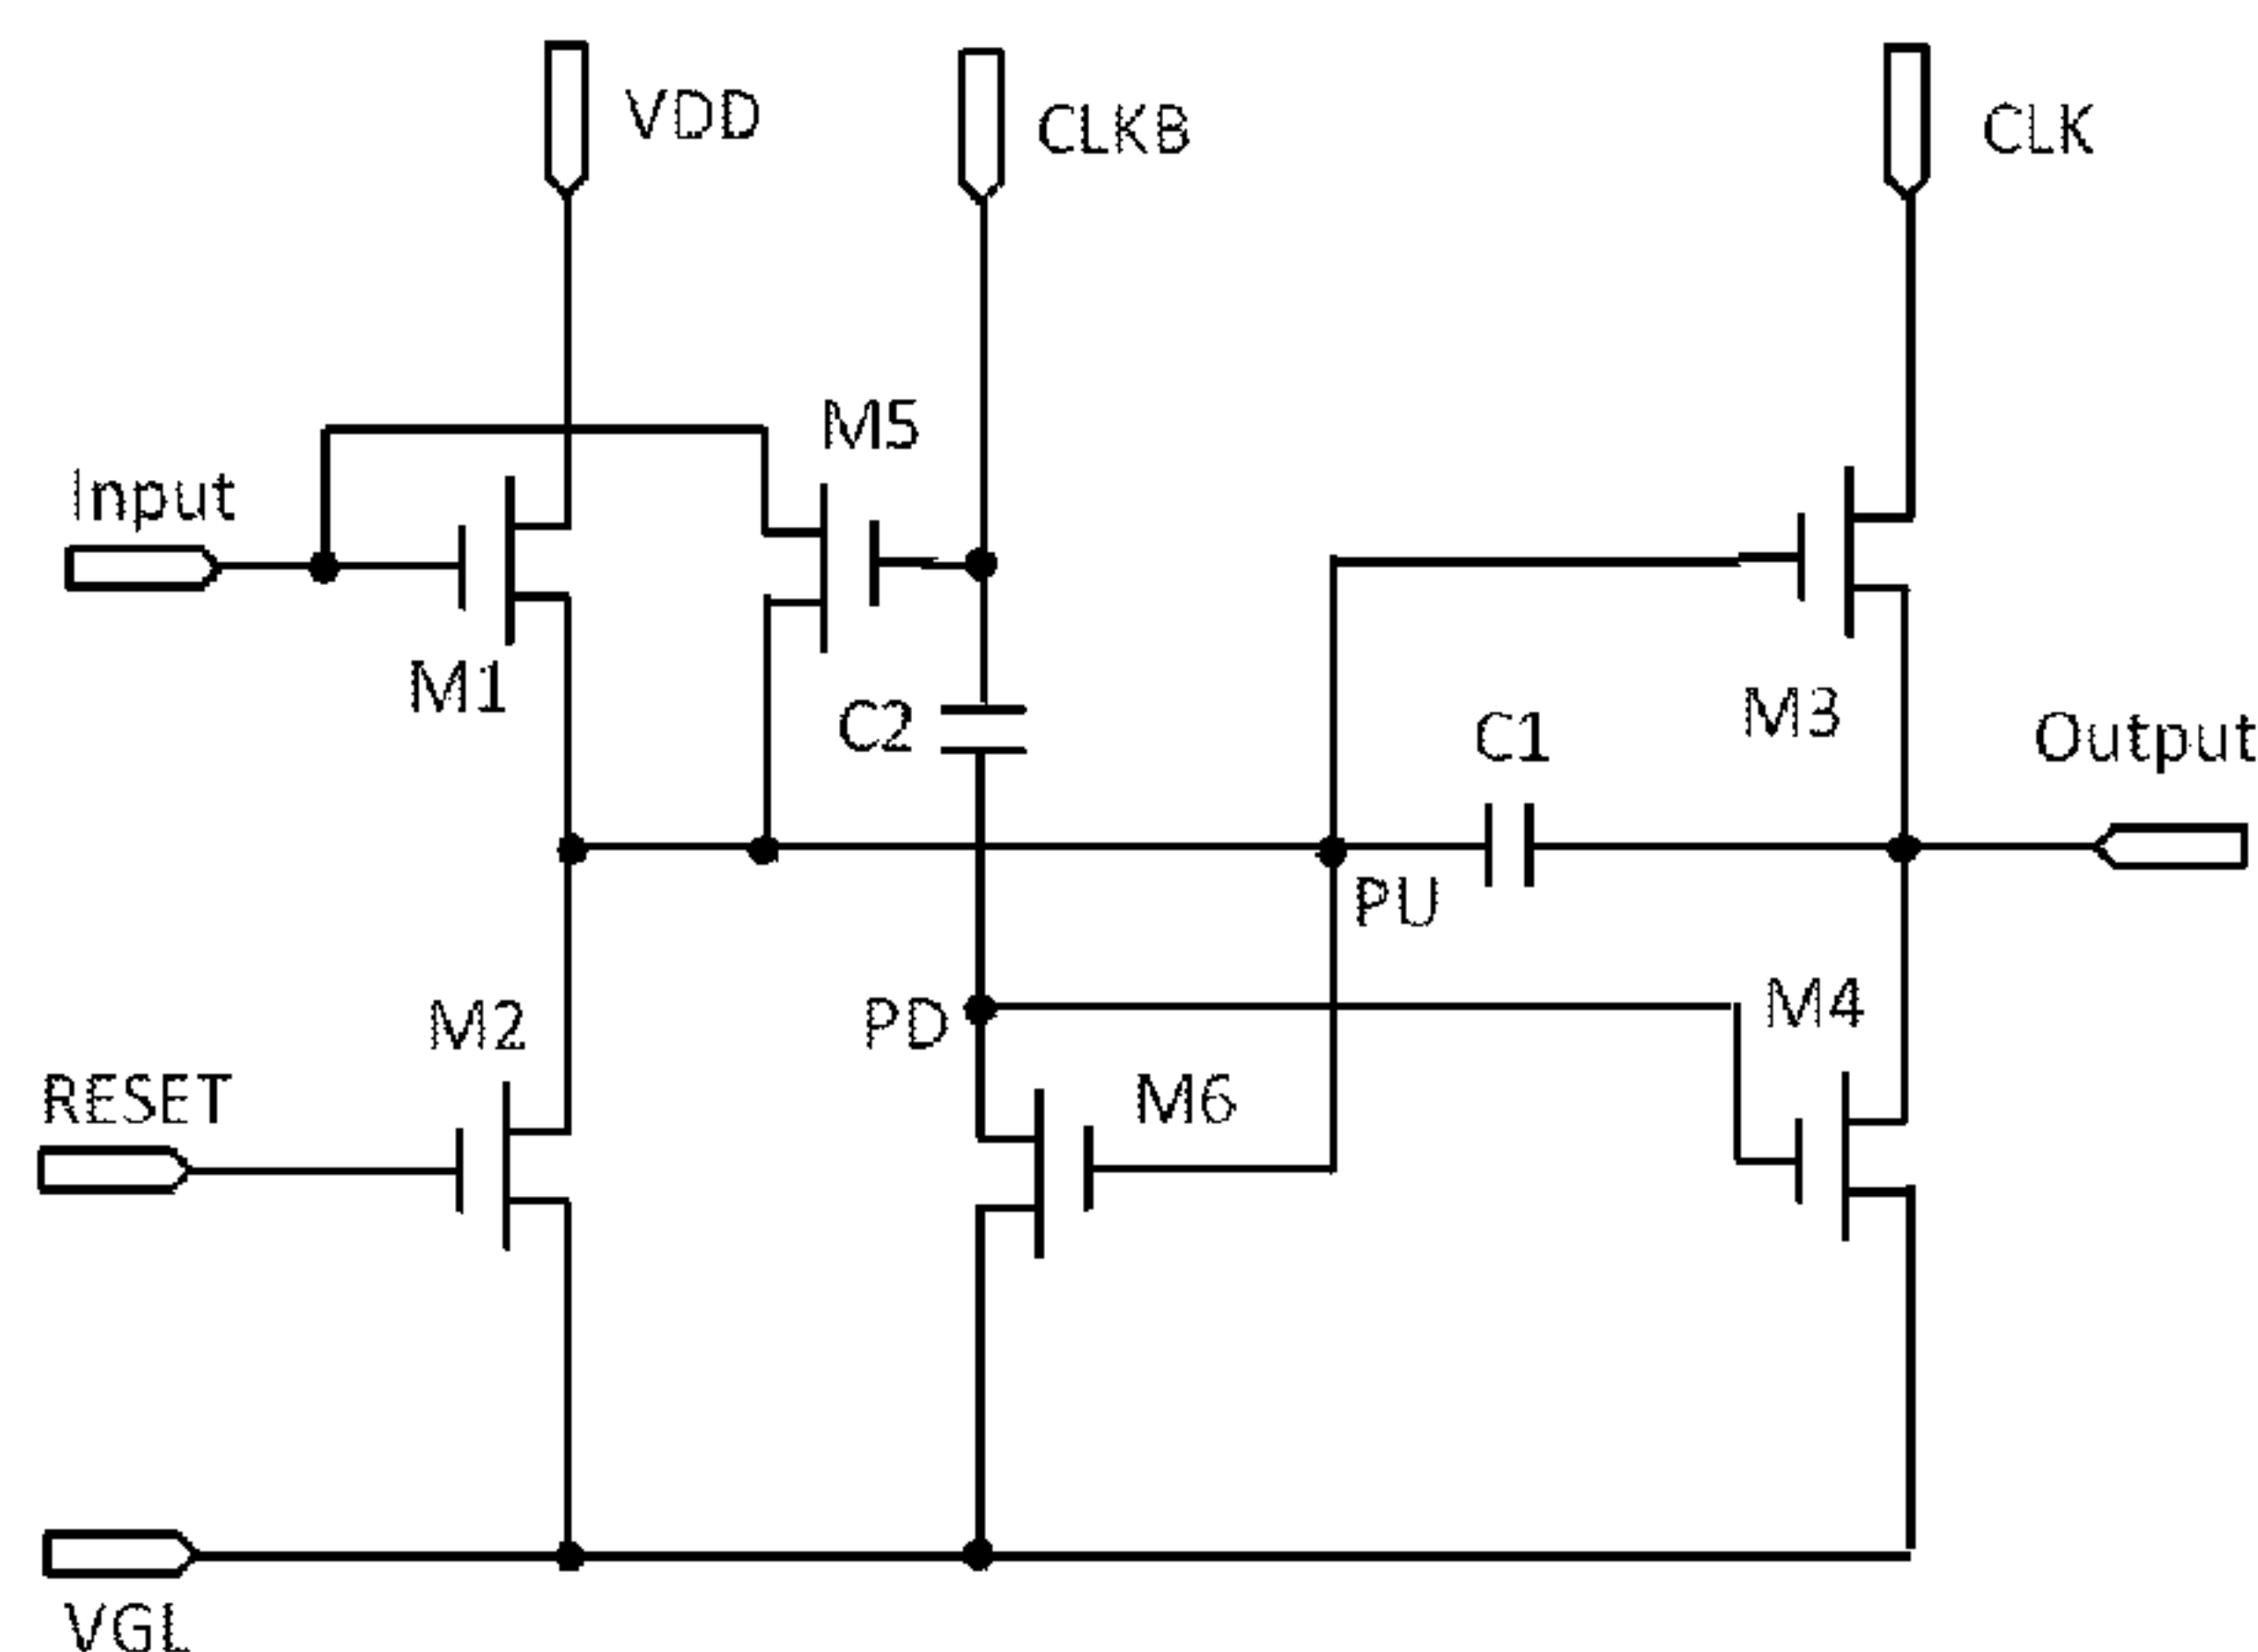 VDD
CLKB
CLK
M5
Input
M1
C2
M3
C1
Output
PU
M2
PD
M4
RESET
M6
VGL